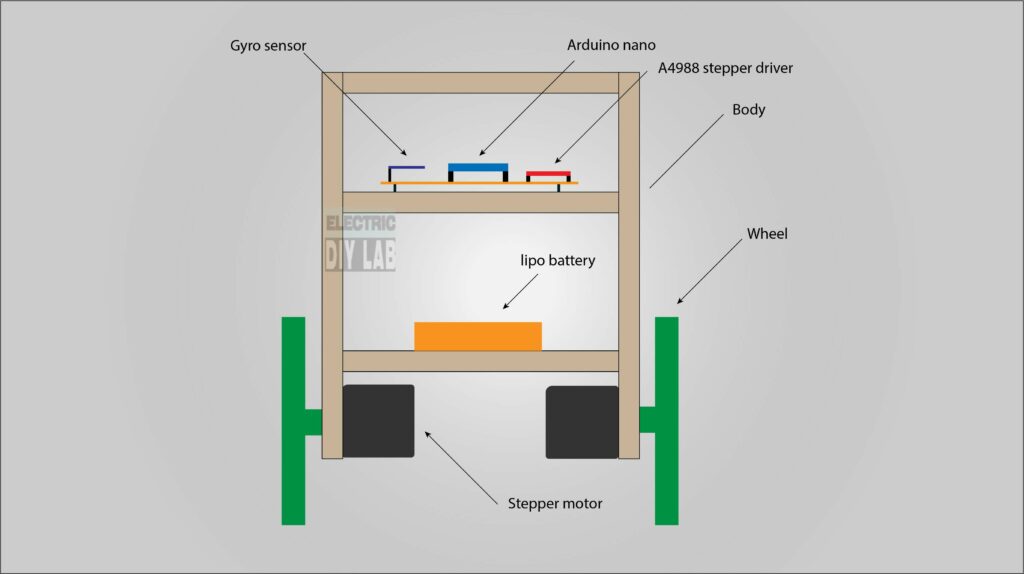 Gyro sensor
Arduino nano
A4988 stepper driver
Body
ELECTRIC
DIY LAB
Wheel
lipo battery
Stepper motor